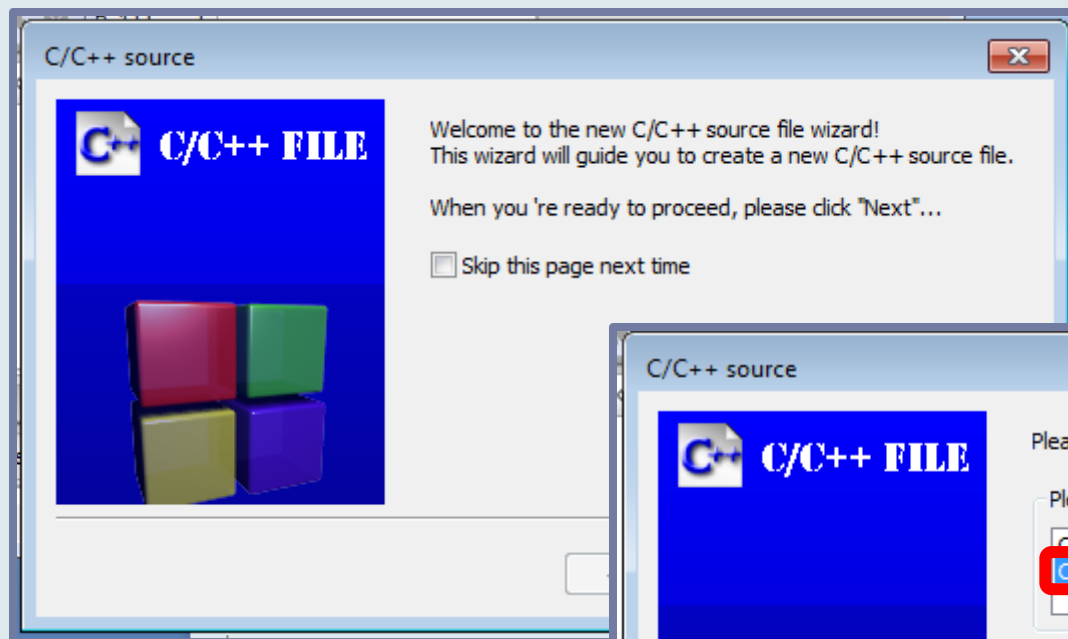 C/C++ source
C++ C/C++ FILE
Welcome to the new C/C++ source file wizard!
This wizard will guide you to create a new C/C++ source file.
When you 're ready to proceed, please click "Next"...
Skip this page next time
C/C++ source
C++ C/C++ FILE